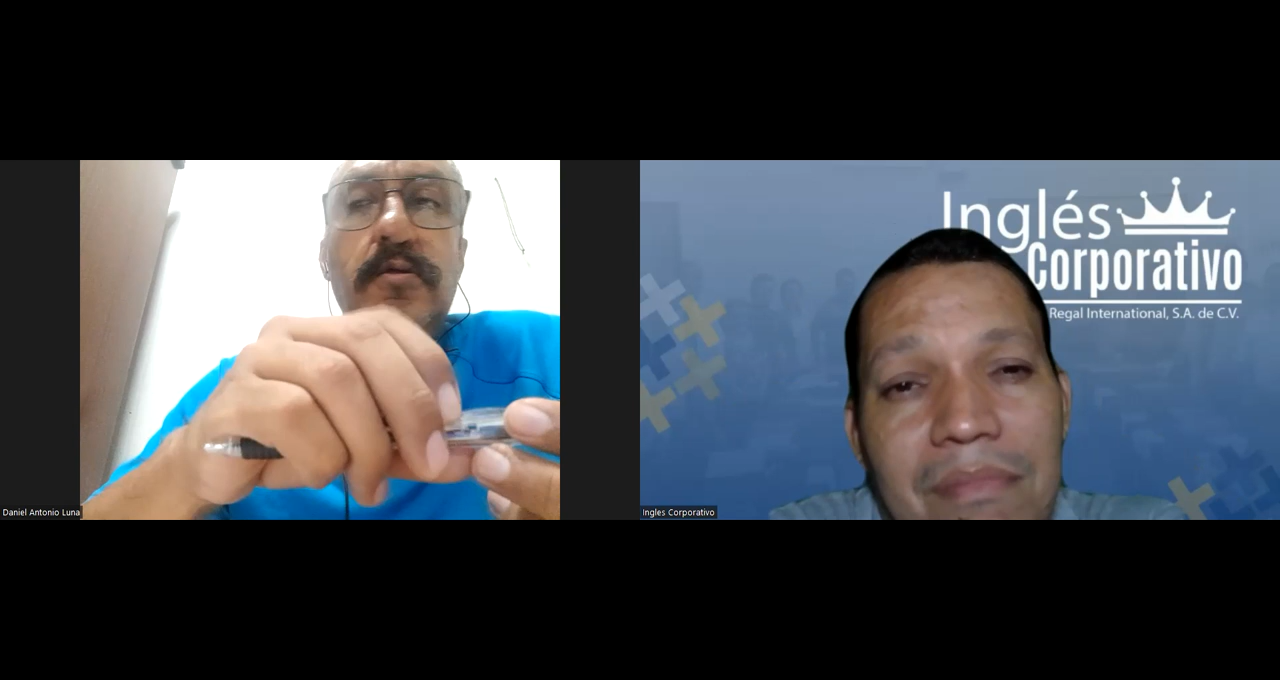 Inglés
Corporativo
Regal International, S.A. de C.V.
Daniel Antonio Luna
Ingles Corporativo